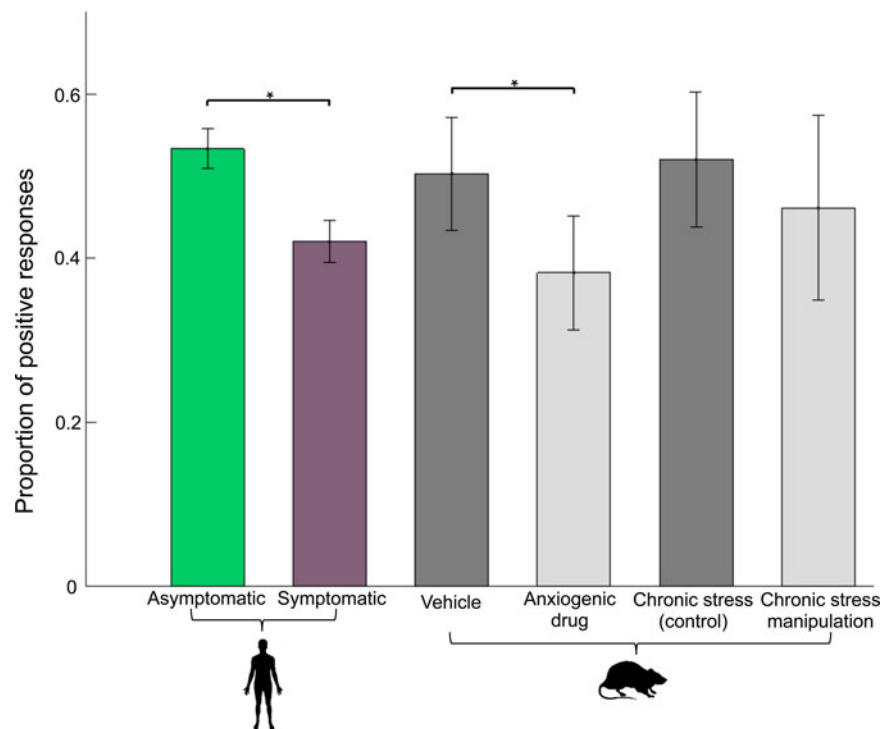 Proportion of positive responses
0.6
0.4
0.2
0
*
*
Asymptomatic
Symptomatic
Vehicle
Anxiogenic
drug
Chronic stress
(control)
Chronic stress
manipulation